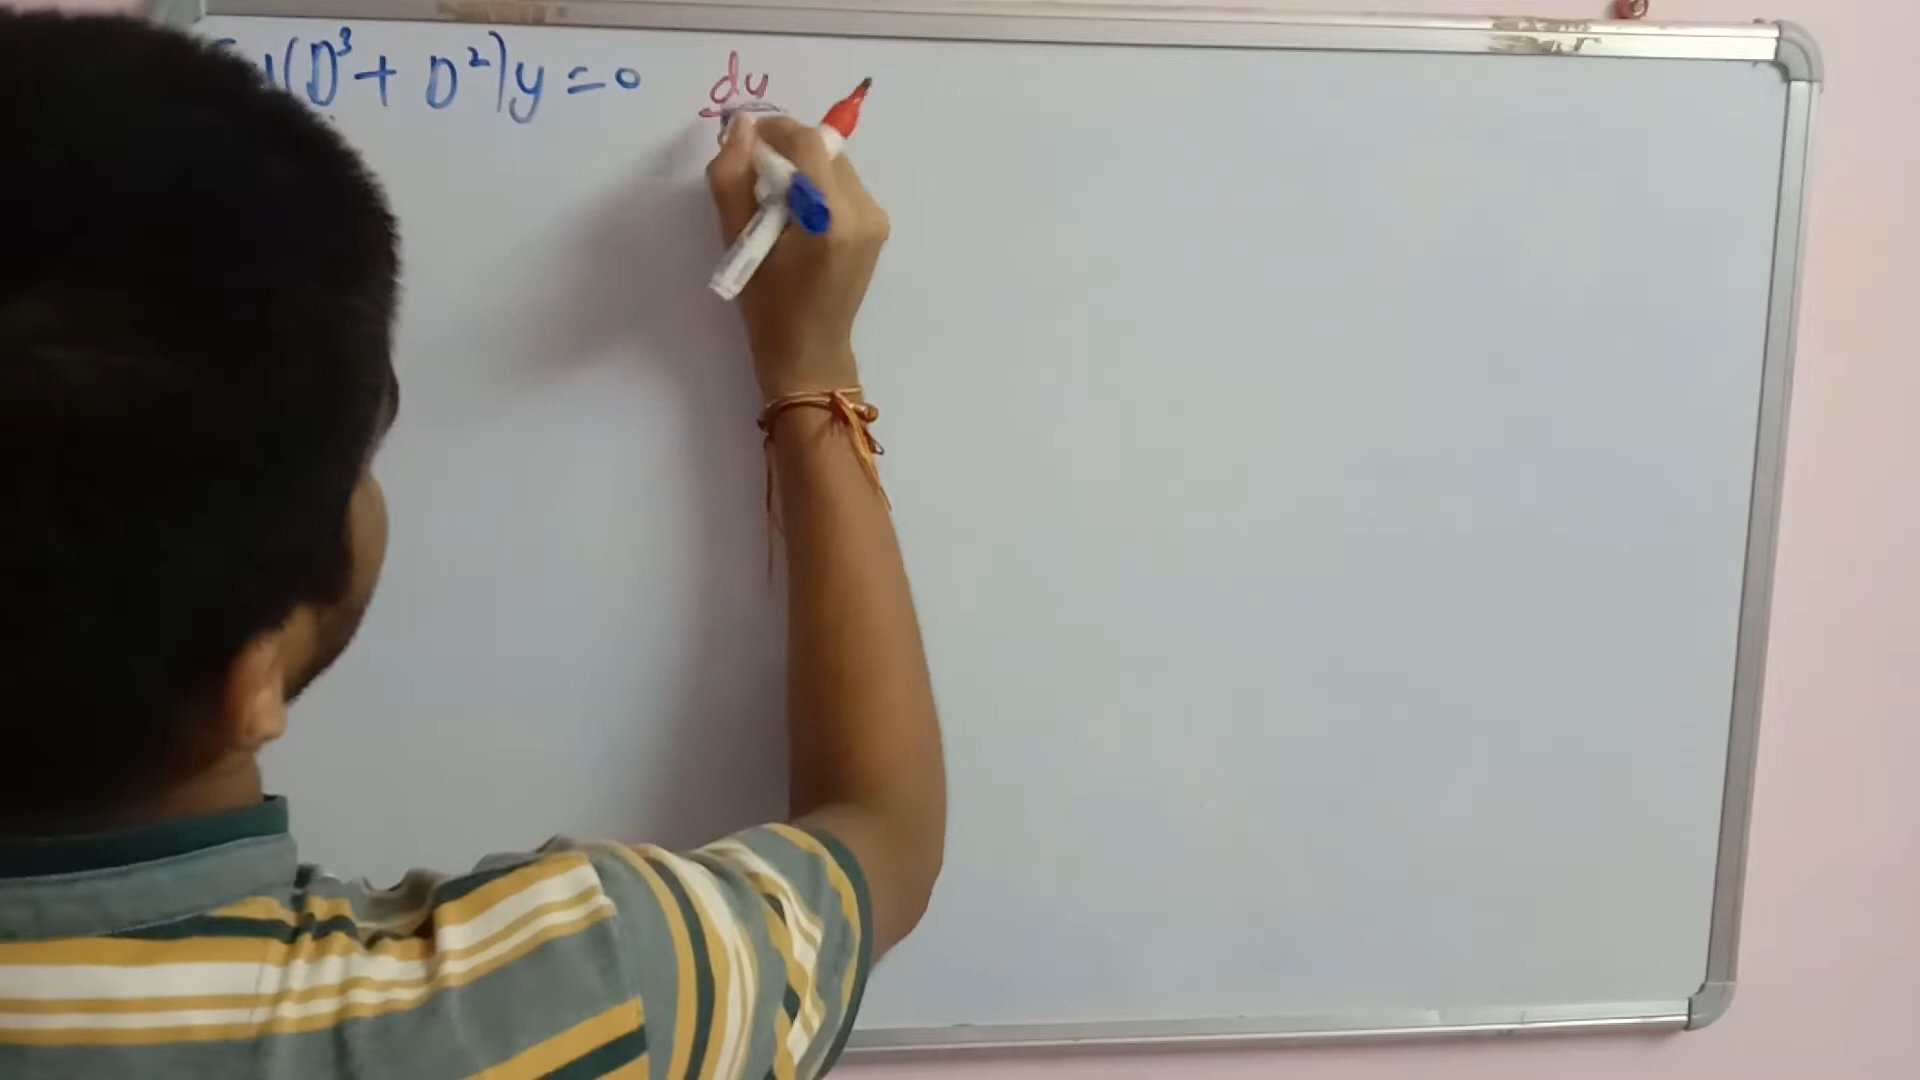 (D³ + D²)y = 0 dy